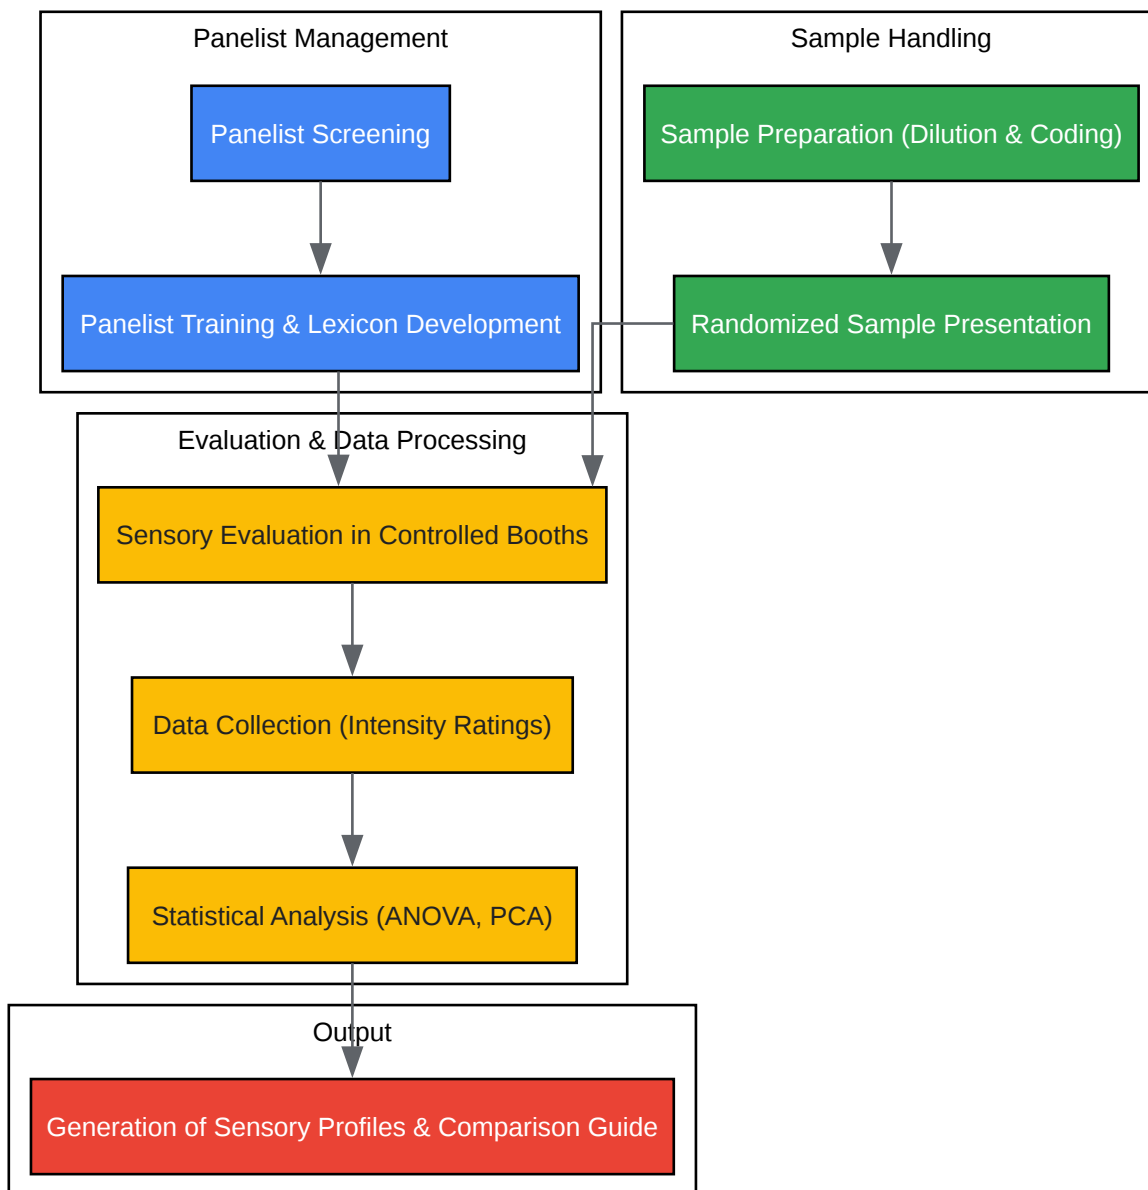 Panelist Management
Panelist Screening
Panelist Training & Lexicon Development
Sample Handling
Sample Preparation (Dilution & Coding)
Randomized Sample Presentation
Evaluation & Data Processing
Sensory Evaluation in Controlled Booths
Data Collection (Intensity Ratings)
Statistical Analysis (ANOVA, PCA)
Output
Generation of Sensory Profiles & Comparison Guide